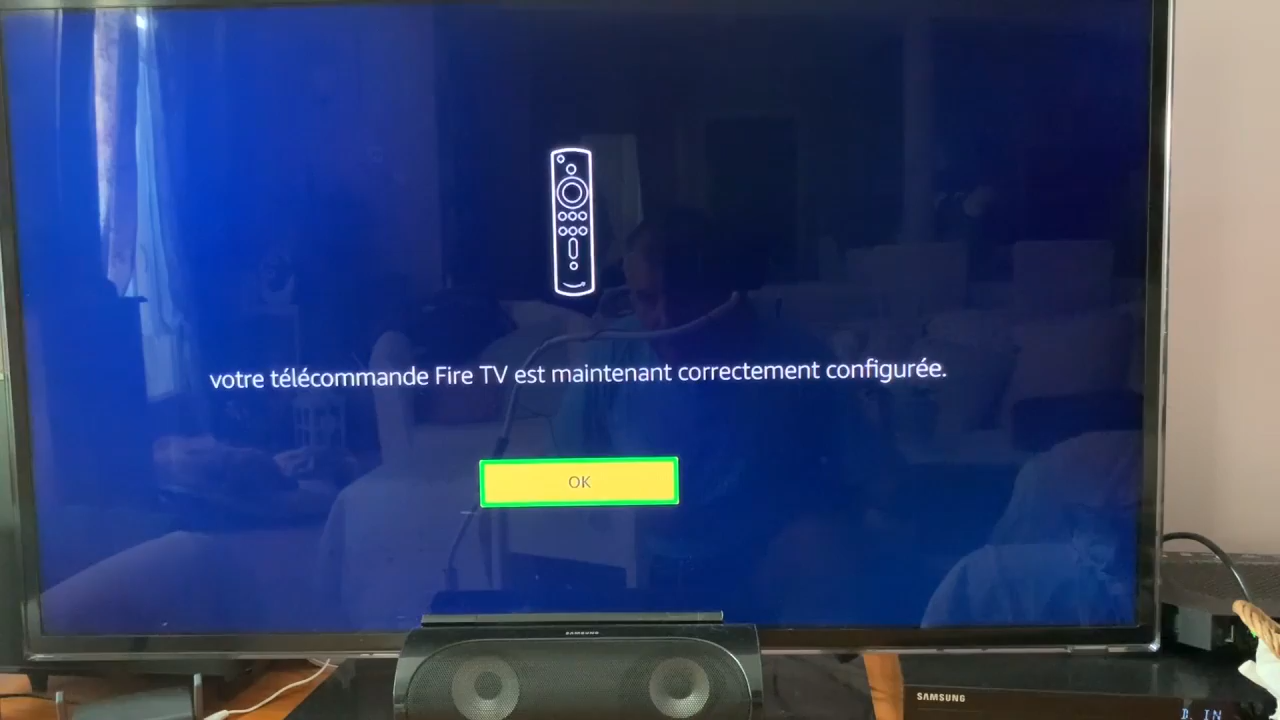 votre télécommande Fire TV est maintenant correctement configurée.
OK
SAMSUNG
SAMSUNG